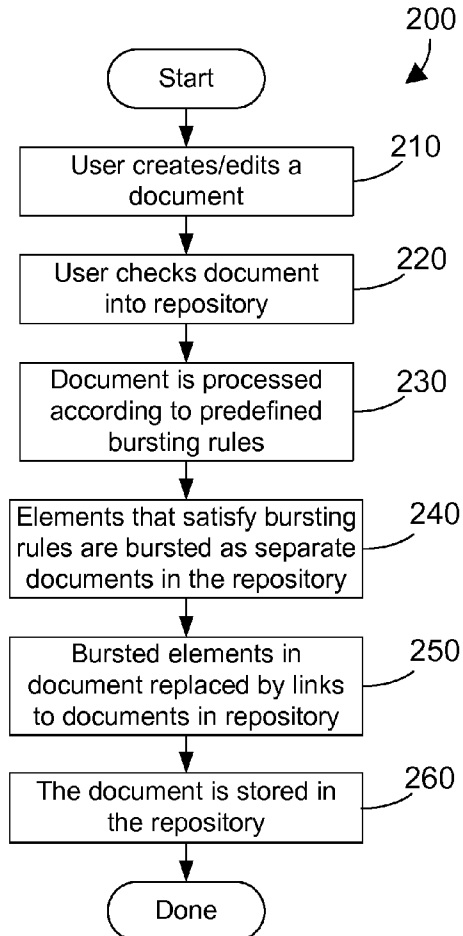 200
Start
User creates/edits a
document
210
User checks document
into repository
220
Document is processed
according to predefined
bursting rules
230
Elements that satisfy bursting
rules are bursted as separate
documents in the repository
240
Bursted elements in
document replaced by links
to documents in repository
250
The document is stored in
the repository
260
Done